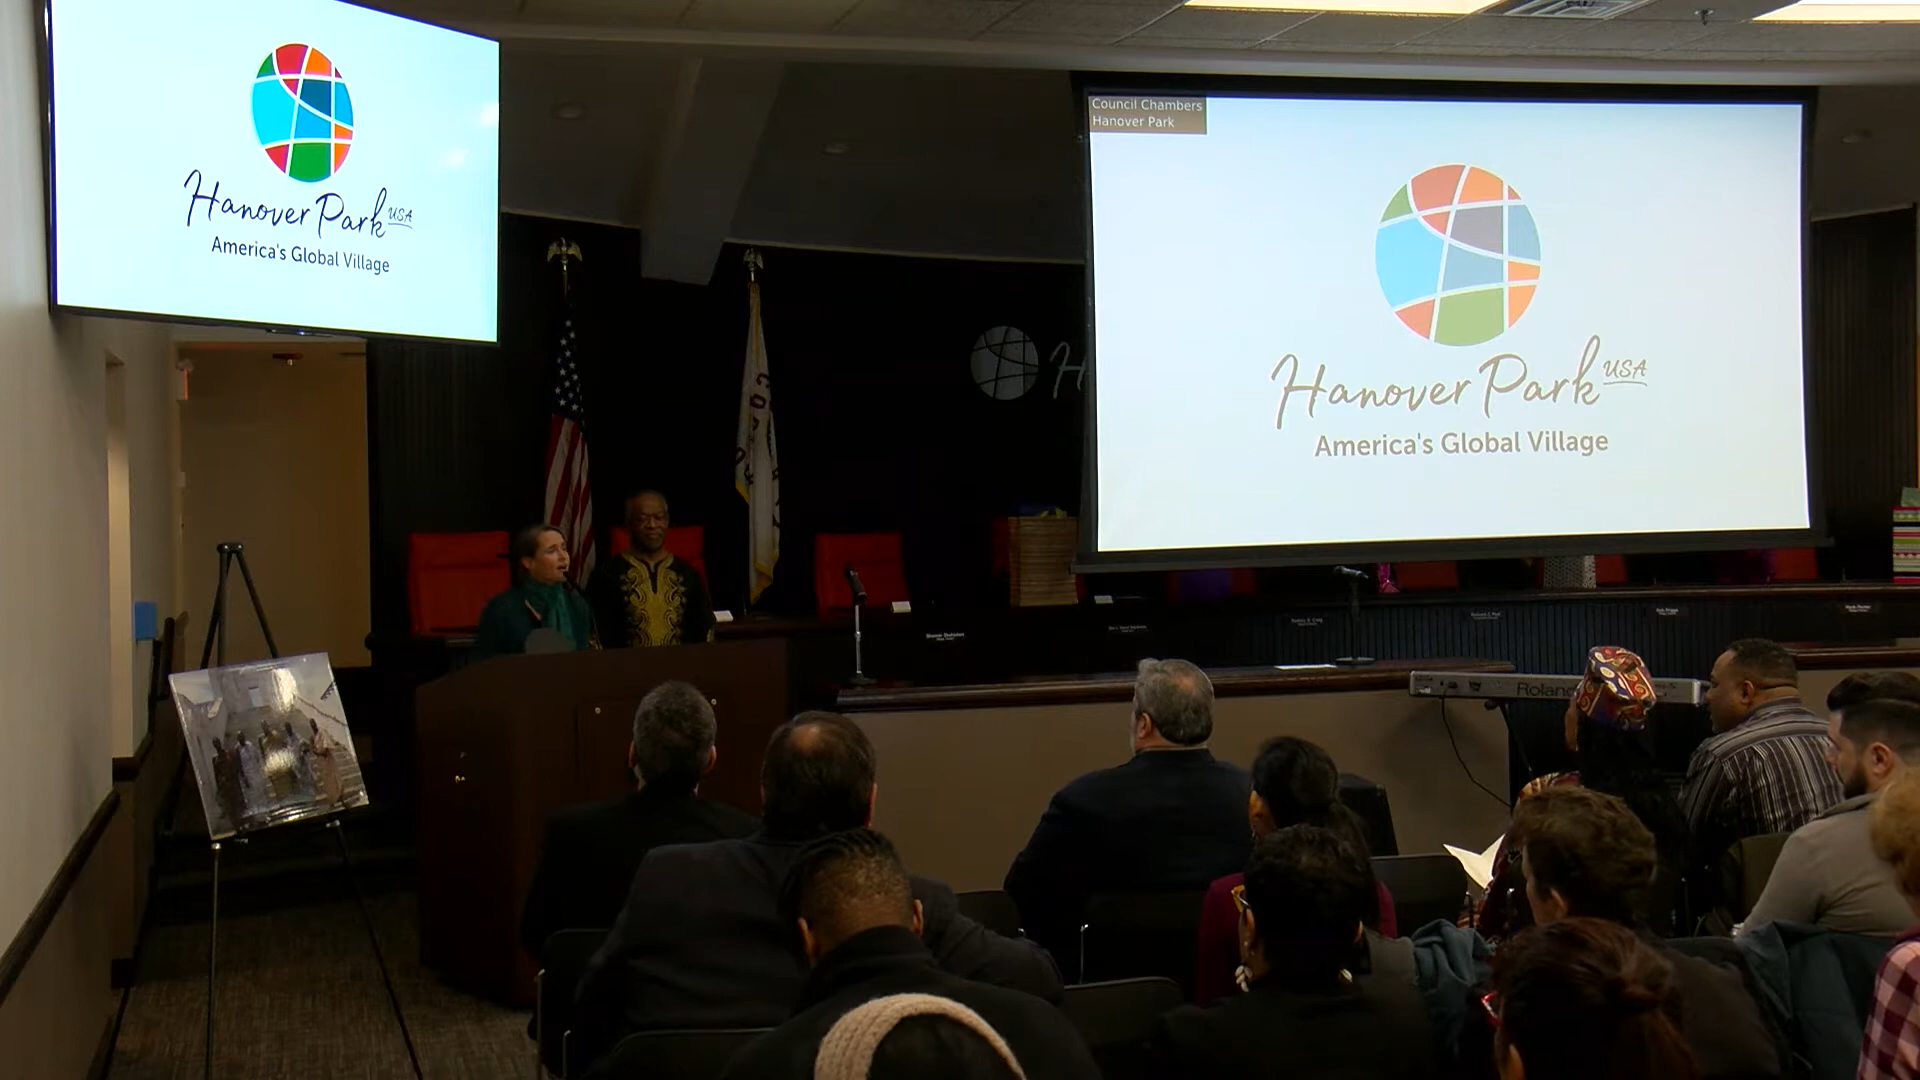 Hanover Park USA
America's Global Village
Council Chambers
Hanover Park
Hanover Park USA
America's Global Village
H
Roland